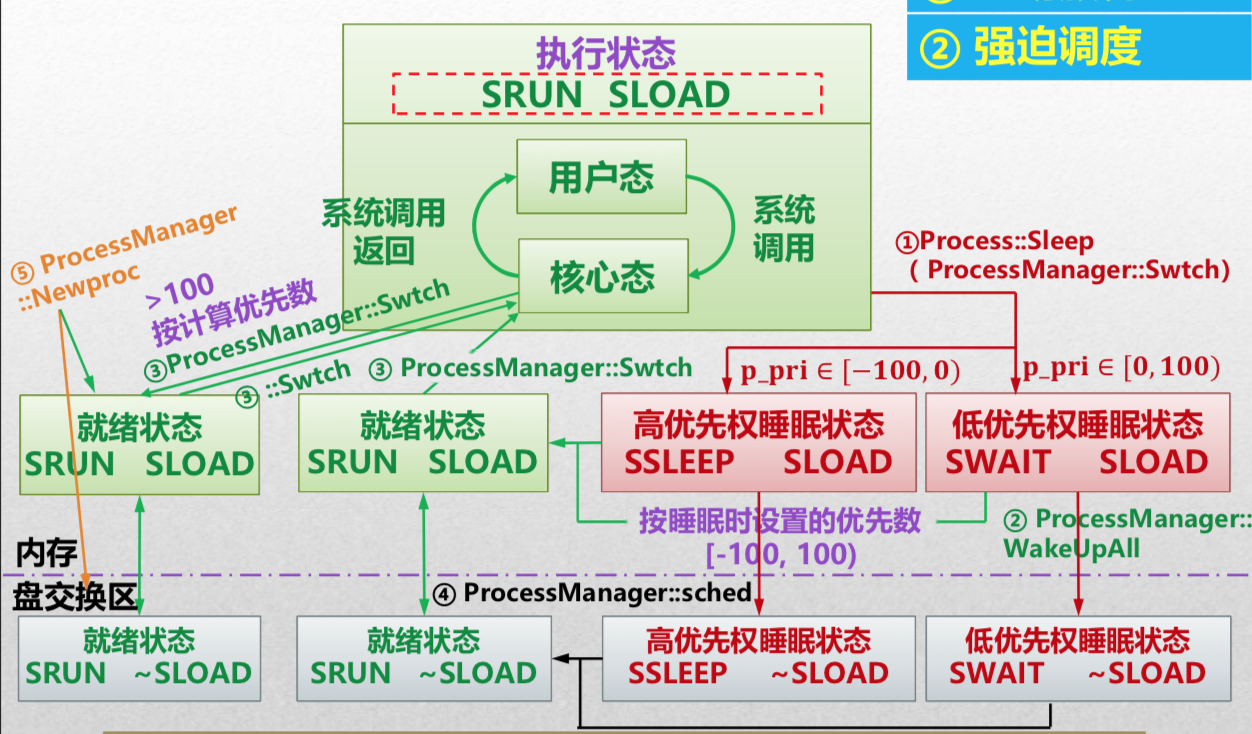 ② 强迫调度
执行状态
SRUN SLOAD
用户态
系统调用
返回
系统
调用
核心态
⑤ ProcessManager
::Newproc
>100
按计算优先数
③ProcessManager::Swtch
③ ::Swtch
③ ProcessManager::Swtch
①Process::Sleep
( ProcessManager::Swtch)
p_pri ∈ [−100, 0)
p_pri ∈ [0, 100)
就绪状态
SRUN SLOAD
就绪状态
SRUN SLOAD
高优先权睡眠状态
SSLEEP SLOAD
低优先权睡眠状态
SWAIT SLOAD
按睡眠时设置的优先数
[-100, 100)
② ProcessManager::
WakeUpAll
内存
盘交换区
④ ProcessManager::sched
就绪状态
SRUN ~SLOAD
就绪状态
SRUN ~SLOAD
高优先权睡眠状态
SSLEEP ~SLOAD
低优先权睡眠状态
SWAIT ~SLOAD